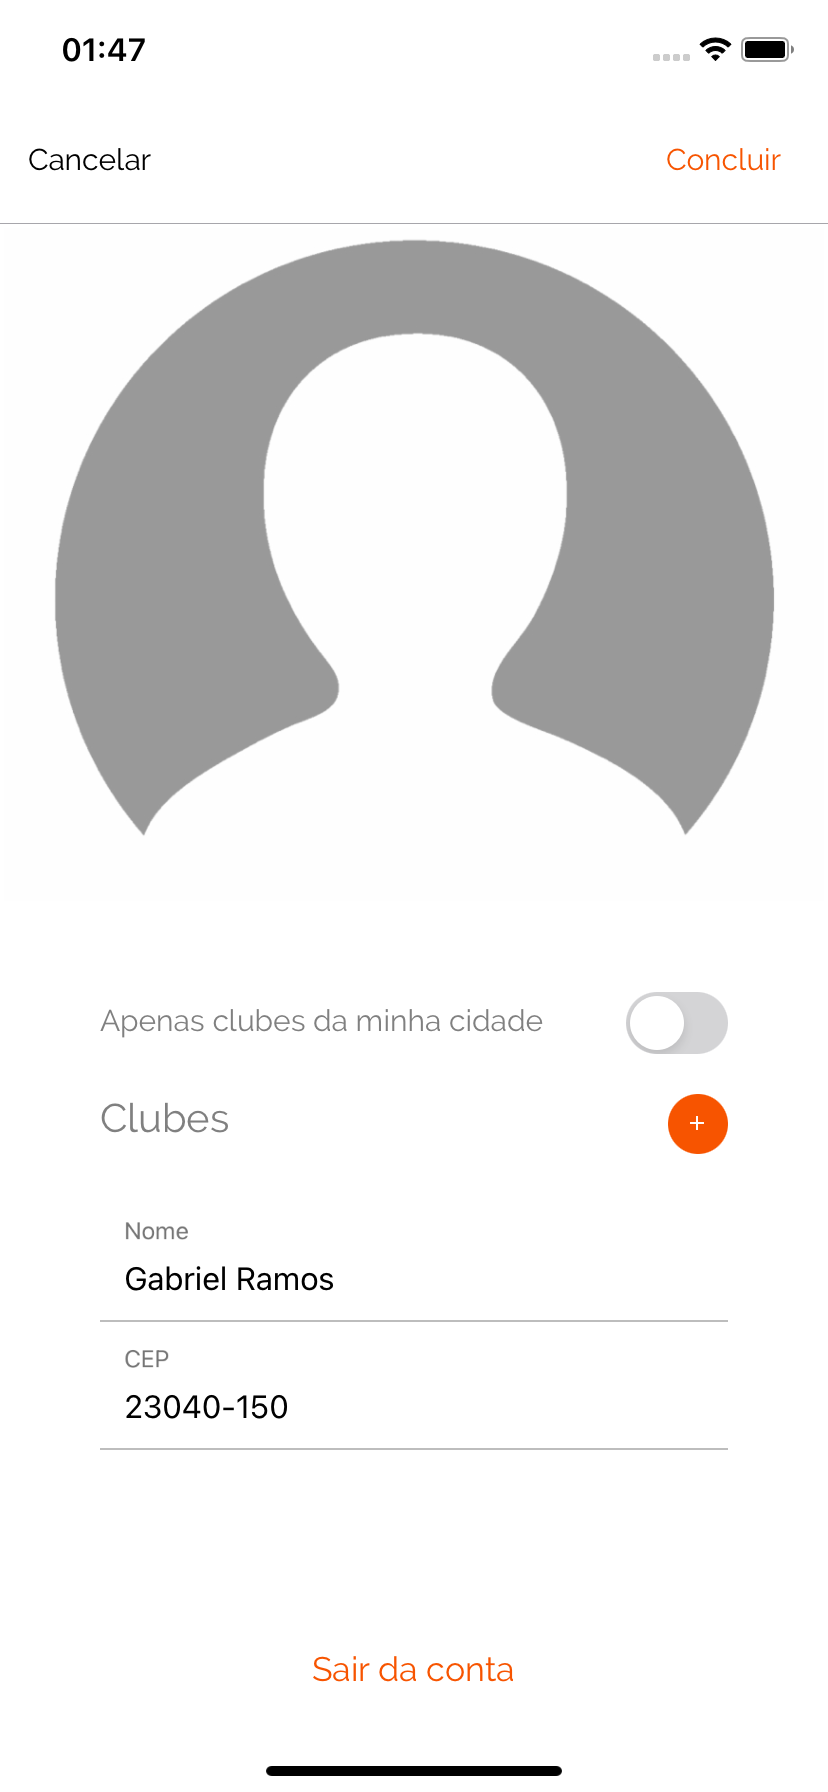 01:47
Cancelar
Concluir
Apenas clubes da minha cidade
Clubes
+
Nome
Gabriel Ramos
CEP
23040-150
Sair da conta